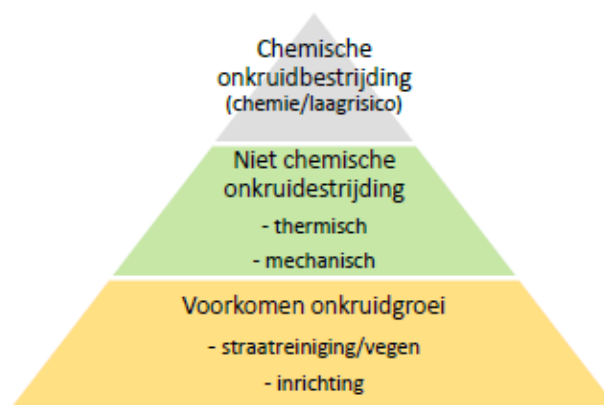 Chemische
onkruidbestrijding
(chemie/laagrisico)
Niet chemische
onkruidestrijding
- thermisch
- mechanisch
Voorkomen onkruidgroei
- straatreiniging/vegen
- inrichting